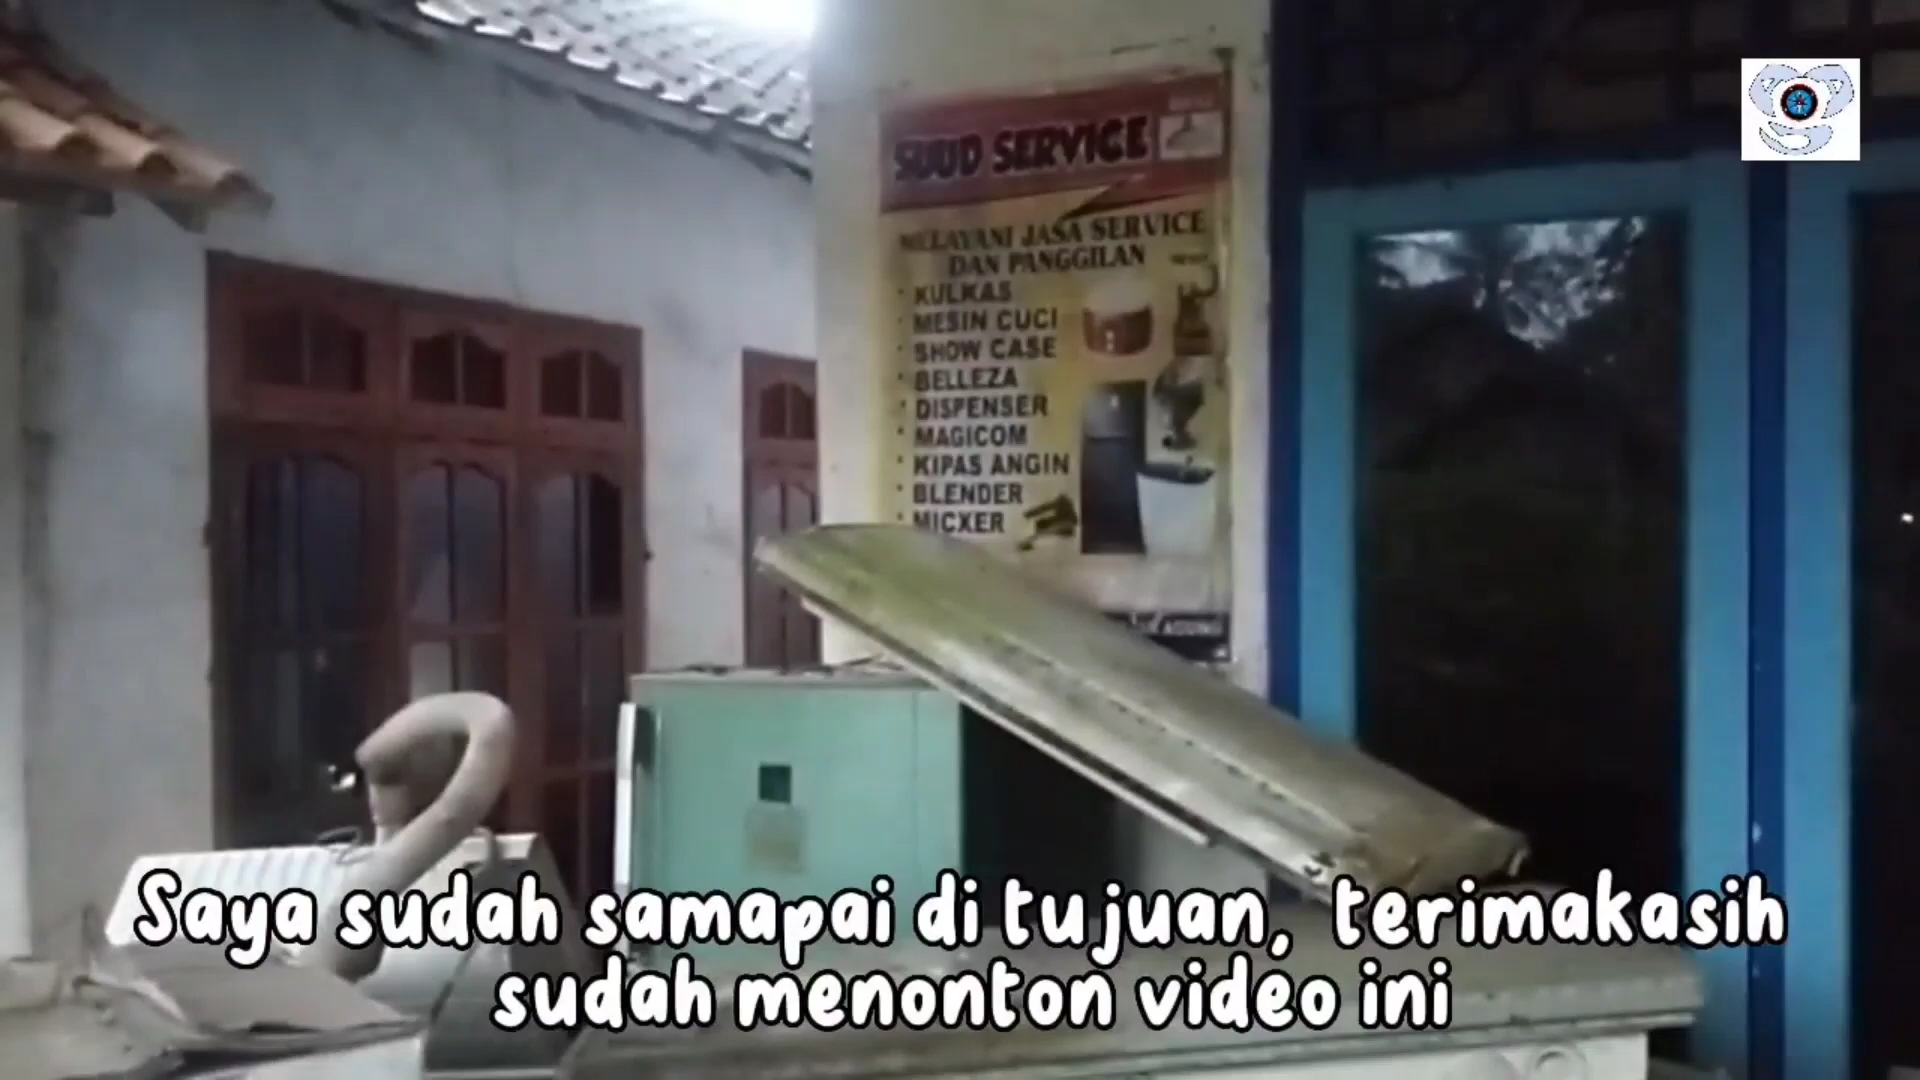 SUUD SERVICE
MELAYANI JASA SERVICE
DAN PANGGILAN
• KULKAS
• MESIN CUCI
• SHOW CASE
• BELLEZA
• DISPENSER
• MAGICOM
• KIPAS ANGIN
• BLENDER
• MICXER
Saya sudah samapai di tujuan, terimakasih
sudah menonton video ini